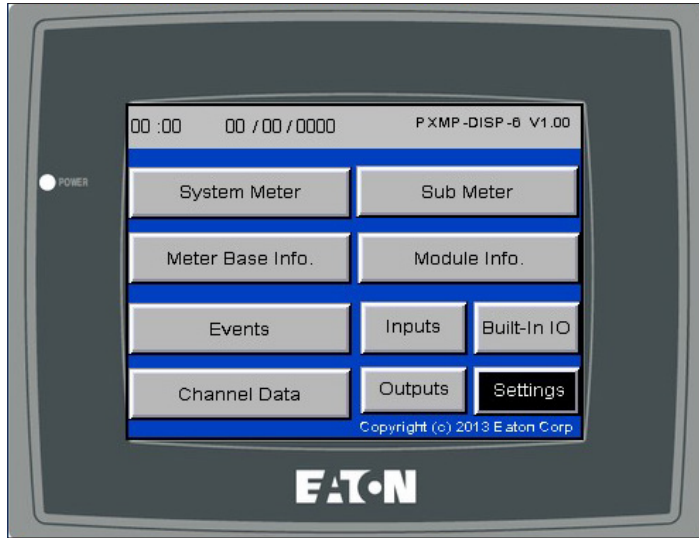 00 :00 00 / 00 / 0000 PXMP-DISP-6 V1.00
POWER
System Meter Sub Meter
Meter Base Info. Module Info.
Events Inputs Built-In IO
Channel Data Outputs Settings
Copyright (c) 2013 Eaton Corp
EATON